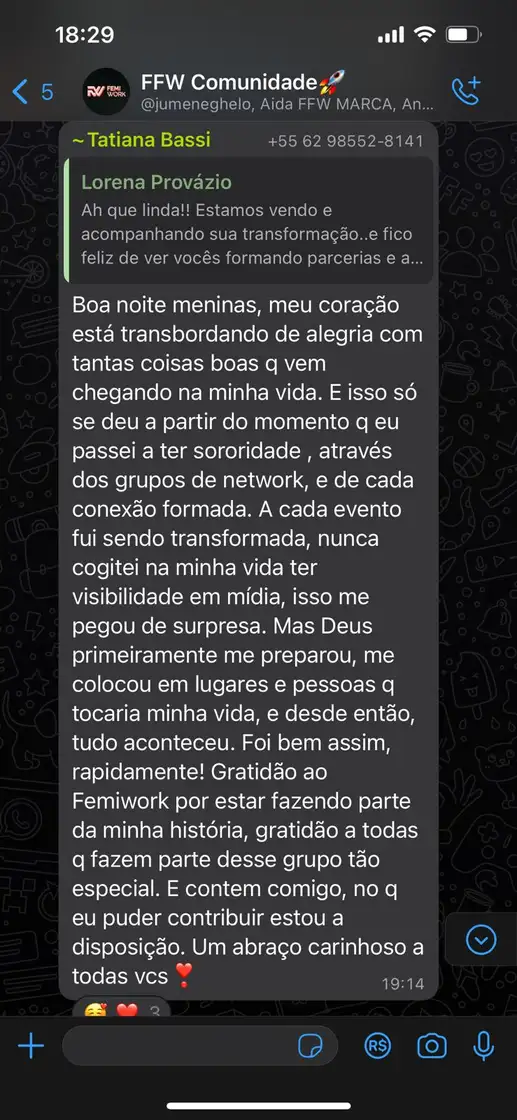 18:29
5
FEMI
WORK
FFW Comunidade🚀
@jumeneghelo, Aida FFW MARCA, An...
~Tatiana Bassi +55 62 98552-8141
Lorena Provázio
Ah que linda!! Estamos vendo e
acompanhando sua transformação..e fico
feliz de ver vocês formando parcerias e a...
Boa noite meninas, meu coração
está transbordando de alegria com
tantas coisas boas q vem
chegando na minha vida. E isso só
se deu a partir do momento q eu
passei a ter sororidade , através
dos grupos de network, e de cada
conexão formada. A cada evento
fui sendo transformada, nunca
cogitei na minha vida ter
visibilidade em mídia, isso me
pegou de surpresa. Mas Deus
primeiramente me preparou, me
colocou em lugares e pessoas q
tocaria minha vida, e desde então,
tudo aconteceu. Foi bem assim,
rapidamente! Gratidão ao
Femiwork por estar fazendo parte
da minha história, gratidão a todas
q fazem parte desse grupo tão
especial. E contem comigo, no q
eu puder contribuir estou a
disposição. Um abraço carinhoso a
todas vcs ❣️
19:14
🥰 ❤️ 3
R$